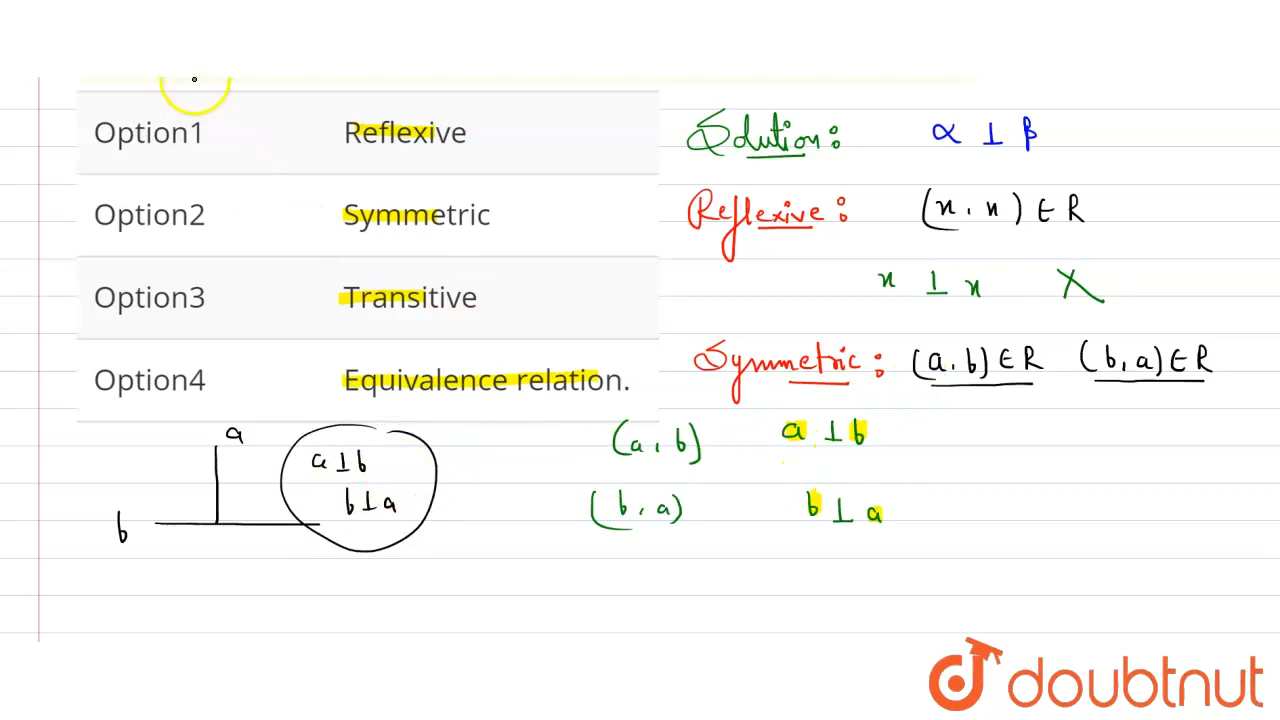 Option1 Reflexive
Option2 Symmetric
Option3 Transitive
Option4 Equivalence relation.
Solution: α ⊥ β
Reflexive: (x, x) ∈ R
x ⊥ x X
Symmetric: (a, b) ∈ R (b, a) ∈ R
(a, b) a ⊥ b
(b, a) b ⊥ a
a
b
a ⊥ b
b ⊥ a
doubtnut